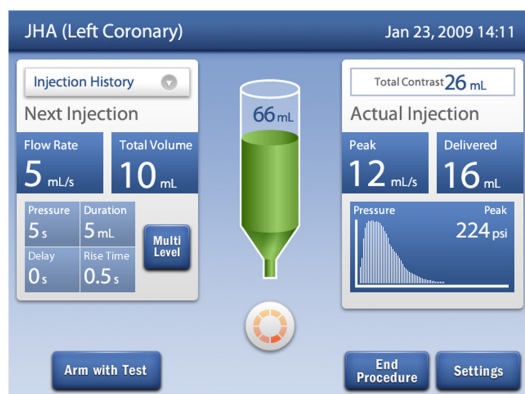 JHA (Left Coronary)
Jan 23, 2009 14:11
Injection History
Next Injection
Flow Rate
5 mL/s
Total Volume
10 mL
Pressure
5 s
Duration
5 mL
Delay
0 s
Rise Time
0.5 s
Multi
Level
66 mL
Total Contrast 26 mL
Actual Injection
Peak
12 mL/s
Delivered
16 mL
Pressure
Peak
224 psi
Arm with Test
End
Procedure
Settings